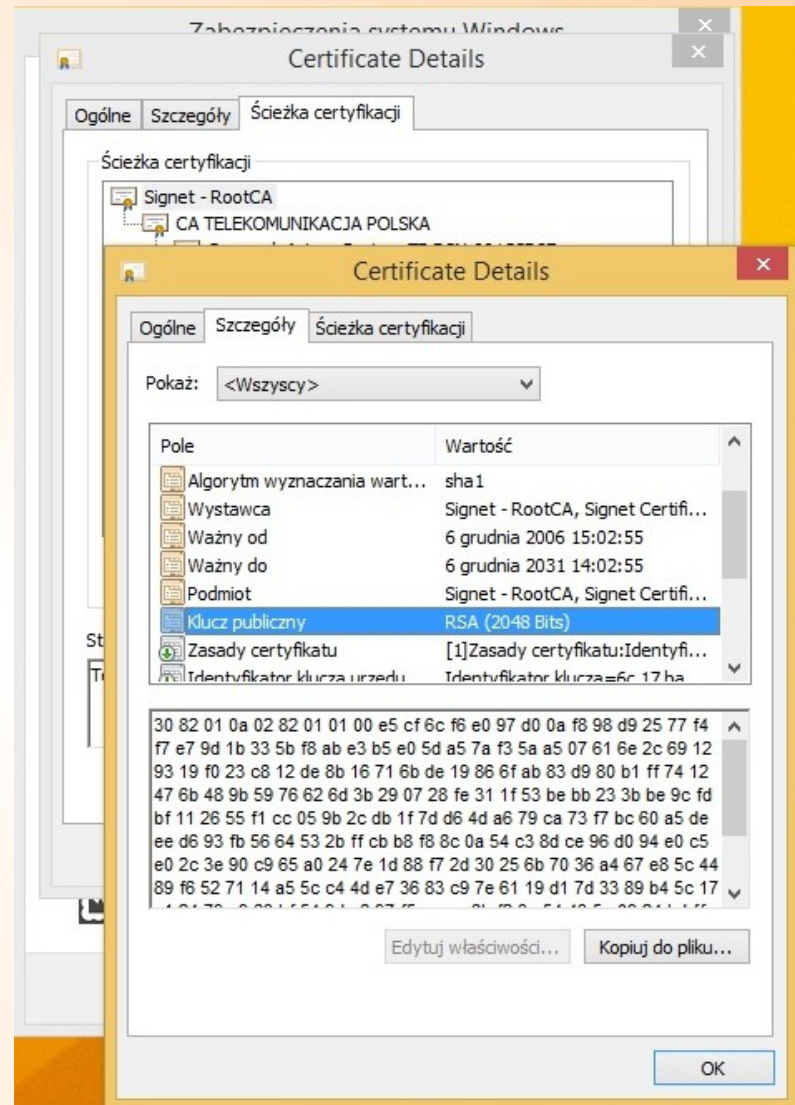 Zabezpieczenia systemu Windows
Certificate Details
Ogólne Szczegóły Ścieżka certyfikacji
Ścieżka certyfikacji
Signet - RootCA
CA TELEKOMUNIKACJA POLSKA
Certificate Details
Ogólne Szczegóły Ścieżka certyfikacji
Pokaż: <Wszyscy>
Pole Wartość
Algorytm wyznaczania wart... sha1
Wystawca Signet - RootCA, Signet Certifi...
Ważny od 6 grudnia 2006 15:02:55
Ważny do 6 grudnia 2031 14:02:55
Podmiot Signet - RootCA, Signet Certifi...
Klucz publiczny RSA (2048 Bits)
Zasady certyfikatu [1]Zasady certyfikatu:Identyfi...
Identyfikator klucza urzędu Identyfikator klucza=6c 17 ba
30 82 01 0a 02 82 01 01 00 e5 cf 6c f6 e0 97 d0 0a f8 98 d9 25 77 f4
f7 e7 9d 1b 33 5b f8 ab e3 b5 e0 5d a5 7a f3 5a a5 07 61 6e 2c 69 12
93 19 f0 23 c8 12 de 8b 16 71 6b de 19 86 6f ab 83 d9 80 b1 ff 74 12
47 6b 48 9b 59 76 62 6d 3b 29 07 28 fe 31 1f 53 be bb 23 3b be 9c fd
bf 11 26 55 f1 cc 05 9b 2c db 1f 7d d6 4d a6 79 ca 73 f7 bc 60 a5 de
ee d6 93 fb 56 64 53 2b ff cb b8 f8 8c 0a 54 c3 8d ce 96 d0 94 e0 c5
e0 2c 3e 90 c9 65 a0 24 7e 1d 88 f7 2d 30 25 6b 70 36 a4 67 e8 5c 44
89 f6 52 71 14 a5 5c c4 4d e7 36 83 c9 7e 61 19 d1 7d 33 89 b4 5c 17
Edytuj właściwości... Kopiuj do pliku...
OK